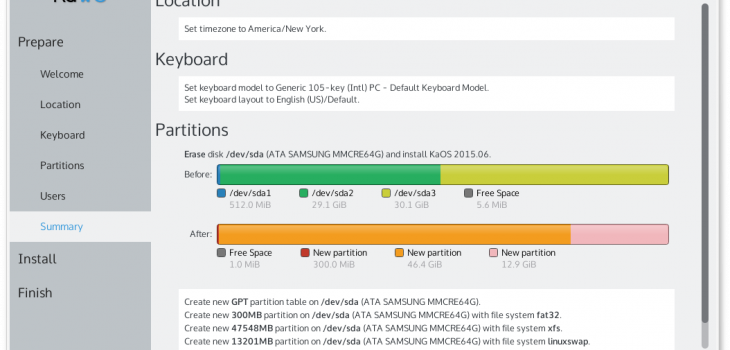 KaOS
Location
Set timezone to America/New York.
Prepare
Welcome
Location
Keyboard
Partitions
Users
Summary
Install
Finish
Keyboard
Set keyboard model to Generic 105-key (Intl) PC - Default Keyboard Model.
Set keyboard layout to English (US)/Default.
Partitions
Erase disk /dev/sda (ATA SAMSUNG MMCRE64G) and install KaOS 2015.06.
Before:
/dev/sda1 /dev/sda2 /dev/sda3 Free Space
512.0 MiB 29.1 GiB 30.1 GiB 5.6 MiB
After:
Free Space New partition New partition New partition
1.0 MiB 300.0 MiB 46.4 GiB 12.9 GiB
Create new GPT partition table on /dev/sda (ATA SAMSUNG MMCRE64G).
Create new 300MB partition on /dev/sda (ATA SAMSUNG MMCRE64G) with file system fat32.
Create new 47548MB partition on /dev/sda (ATA SAMSUNG MMCRE64G) with file system xfs.
Create new 13201MB partition on /dev/sda (ATA SAMSUNG MMCRE64G) with file system linuxswap.